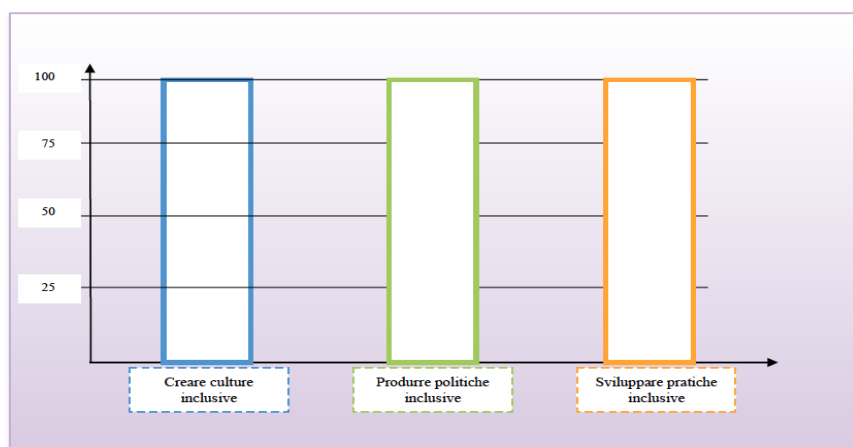 100
75
50
25
Creare culture
inclusive
Produrre politiche
inclusive
Sviluppare pratiche
inclusive